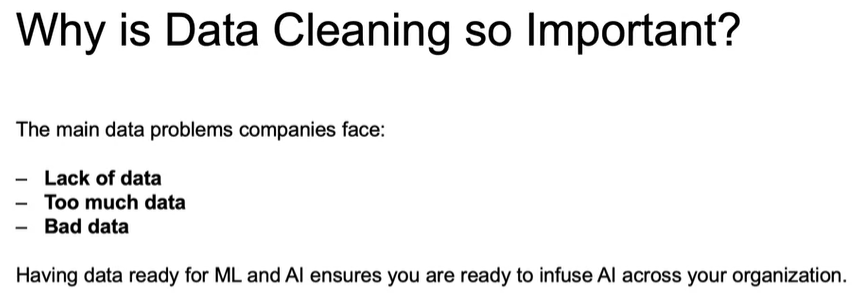 Why is Data Cleaning so Important?
The main data problems companies face:
– Lack of data
– Too much data
– Bad data
Having data ready for ML and AI ensures you are ready to infuse AI across your organization.